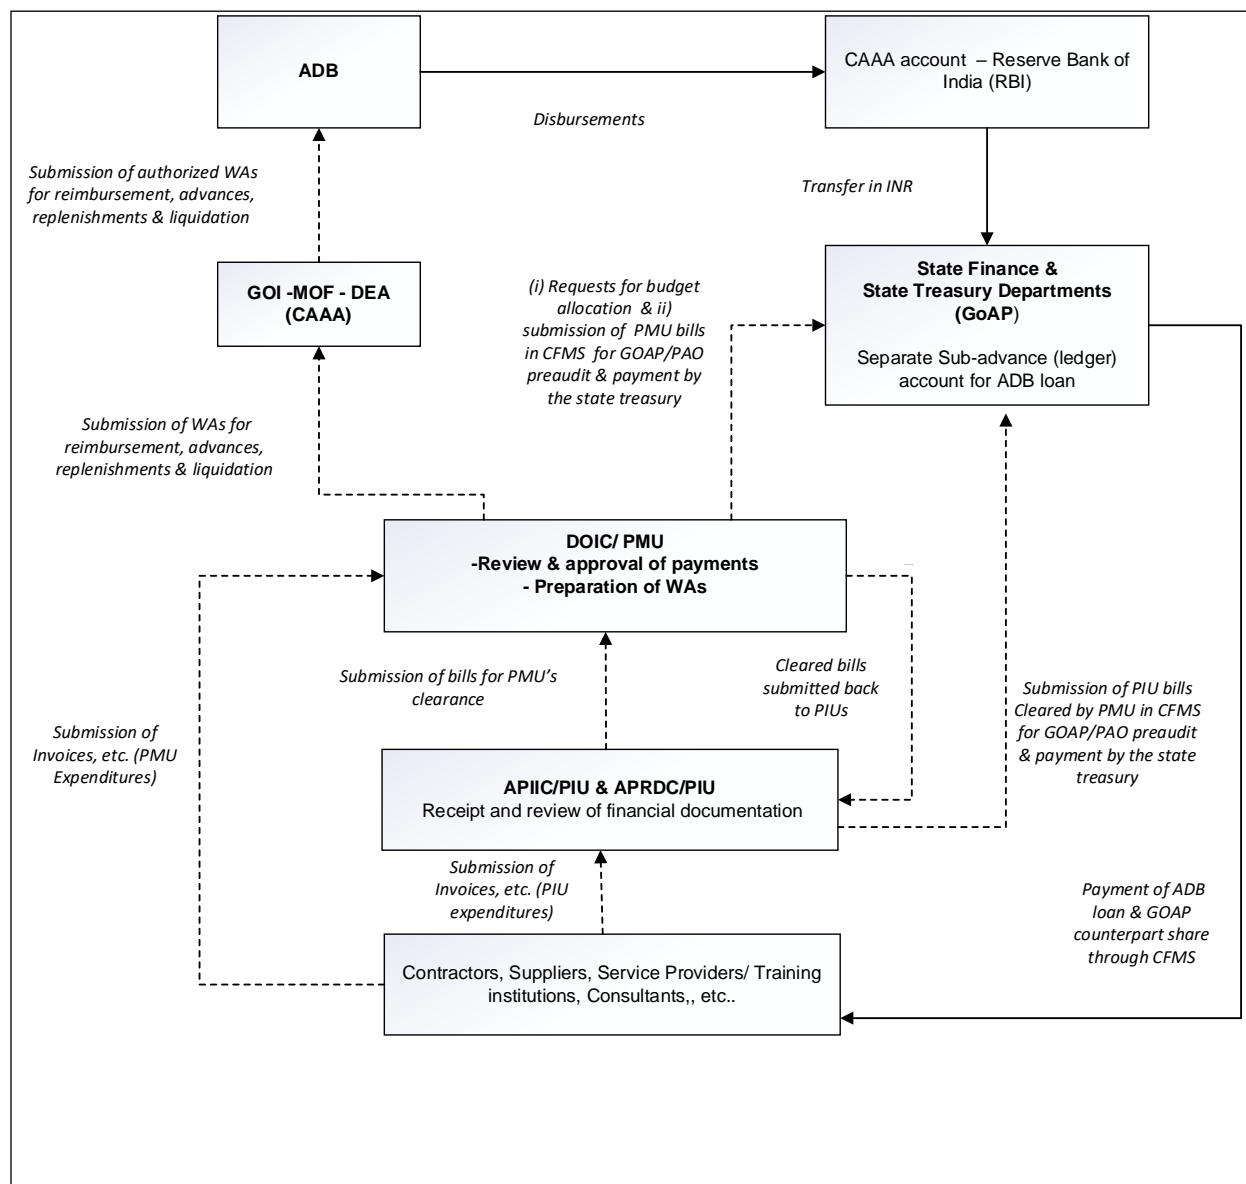 ADB
CAAA account – Reserve Bank of
India (RBI)
Disbursements
Submission of authorized WAs
for reimbursement, advances,
replenishments & liquidation
Transfer in INR
GOI -MOF - DEA
(CAAA)
(i) Requests for budget
allocation & ii)
submission of PMU bills
in CFMS for GOAP/PAO
preaudit & payment by
the state treasury
State Finance &
State Treasury Departments
(GoAP)
Separate Sub-advance (ledger)
account for ADB loan
Submission of WAs for
reimbursement, advances,
replenishments & liquidation
DOIC/ PMU
-Review & approval of payments
- Preparation of WAs
Submission of bills for PMU's
clearance
Cleared bills
submitted back
to PIUs
Submission of PIU bills
Cleared by PMU in CFMS
for GOAP/PAO preaudit
& payment by the state
treasury
Submission of
Invoices, etc. (PMU
Expenditures)
APIIC/PIU & APRDC/PIU
Receipt and review of financial documentation
Submission of
Invoices, etc. (PIU
expenditures)
Payment of ADB
loan & GOAP
counterpart share
through CFMS
Contractors, Suppliers, Service Providers/ Training
institutions, Consultants,, etc..